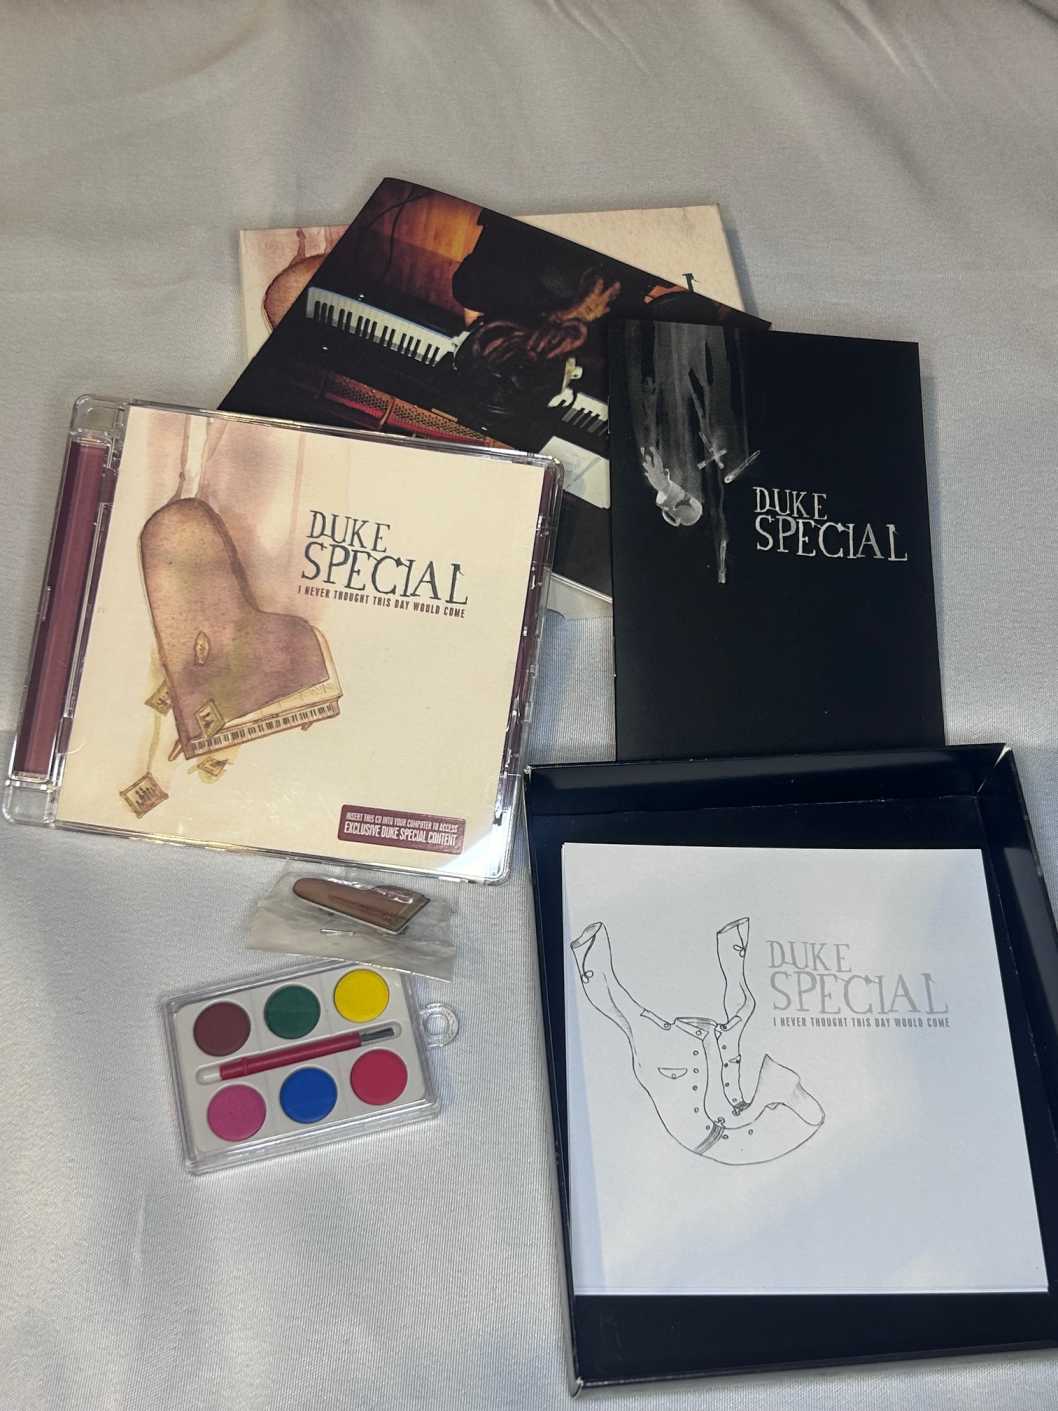 DUKE
SPECIAL
I NEVER THOUGHT THIS DAY WOULD COME
INSERT THIS CD INTO YOUR COMPUTER TO ACCESS
EXCLUSIVE DUKE SPECIAL CONTENT
DUKE
SPECIAL
DUKE
SPECIAL
I NEVER THOUGHT THIS DAY WOULD COME